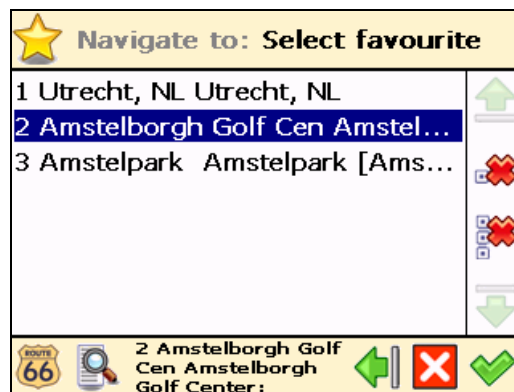 Navigate to: Select favourite
1 Utrecht, NL Utrecht, NL
2 Amstelborgh Golf Cen Amstel...
3 Amstelpark Amstelpark [Ams...
ROUTE
66
2 Amstelborgh Golf
Cen Amstelborgh
Golf Center;